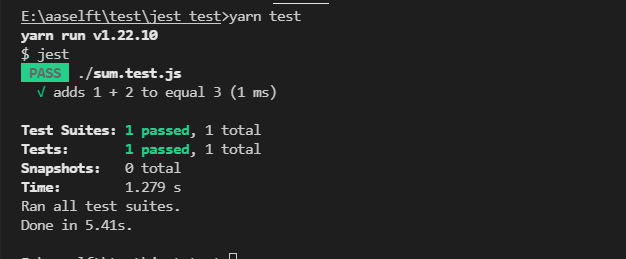 E:\aaselft\test\jest test>yarn test
yarn run v1.22.10
$ jest
PASS ./sum.test.js
√ adds 1 + 2 to equal 3 (1 ms)
Test Suites: 1 passed, 1 total
Tests: 1 passed, 1 total
Snapshots: 0 total
Time: 1.279 s
Ran all test suites.
Done in 5.41s.